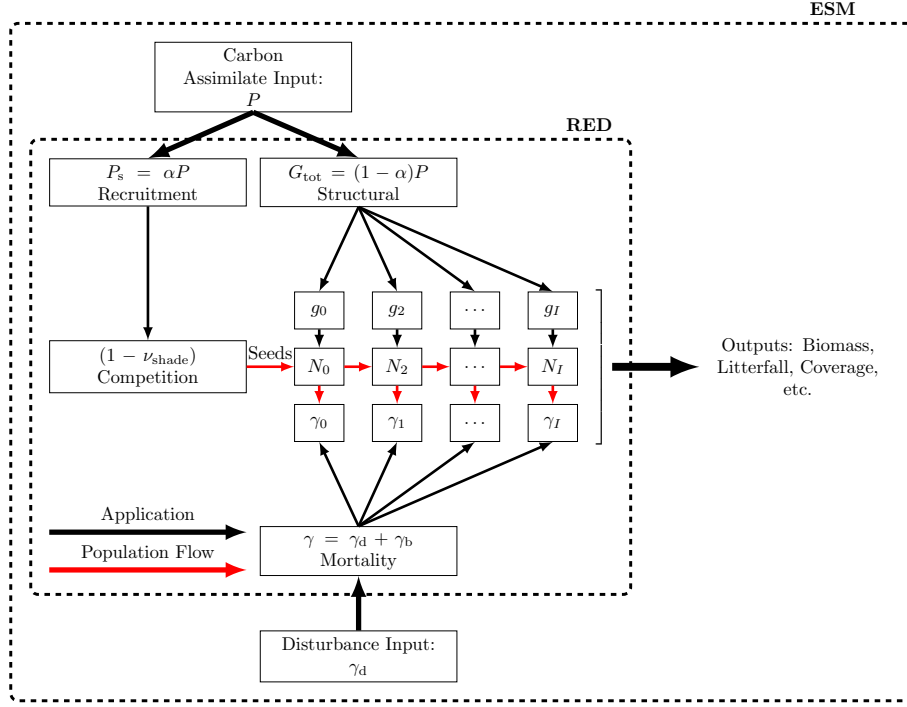 ESM
Carbon
Assimilate Input:
P
RED
P_s = αP
Recruitment
G_tot = (1 − α)P
Structural
g_0
g_2
⋯
g_I
(1 − ν_shade)
Competition
Seeds
N_0
N_2
⋯
N_I
γ_0
γ_1
⋯
γ_I
Outputs: Biomass,
Litterfall, Coverage,
etc.
Application
Population Flow
γ = γ_d + γ_b
Mortality
Disturbance Input:
γ_d